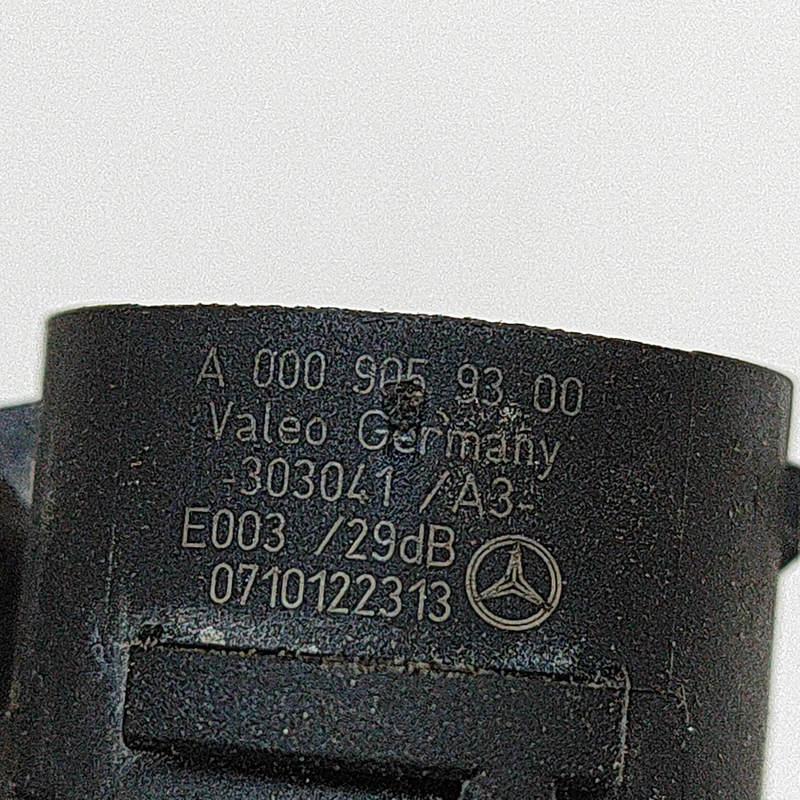 A 000 905 93 00
Valeo Germany
-303041 /A3-
E003 /29dB
0710122313